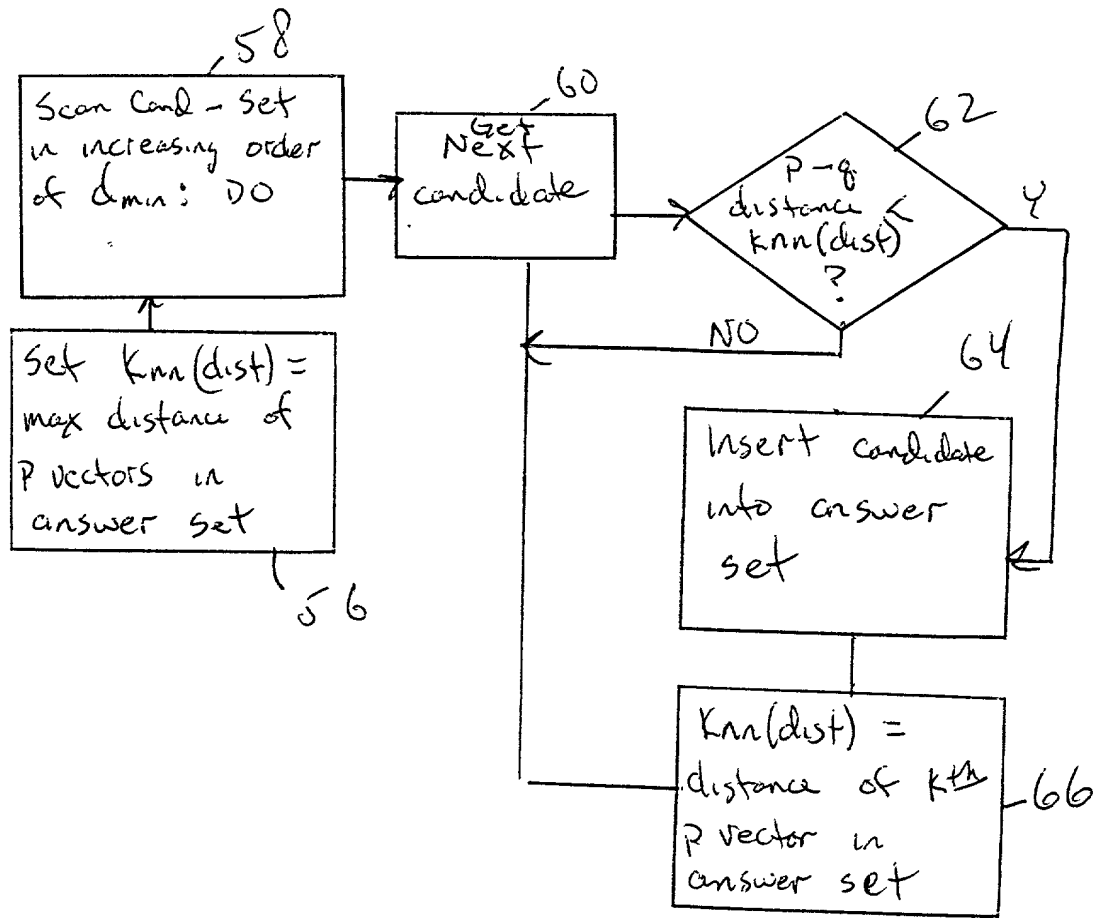 58
Scan Cand - Set
in increasing order
of dmin: DO
60
Get
Next
candidate
62
p-q
distance <
knn(dist)
?
Y
NO
Set Knn(dist) =
max distance of
P vectors in
answer set
56
64
Insert candidate
into answer
set
Knn(dist) =
distance of kth
P vector in
answer set
66